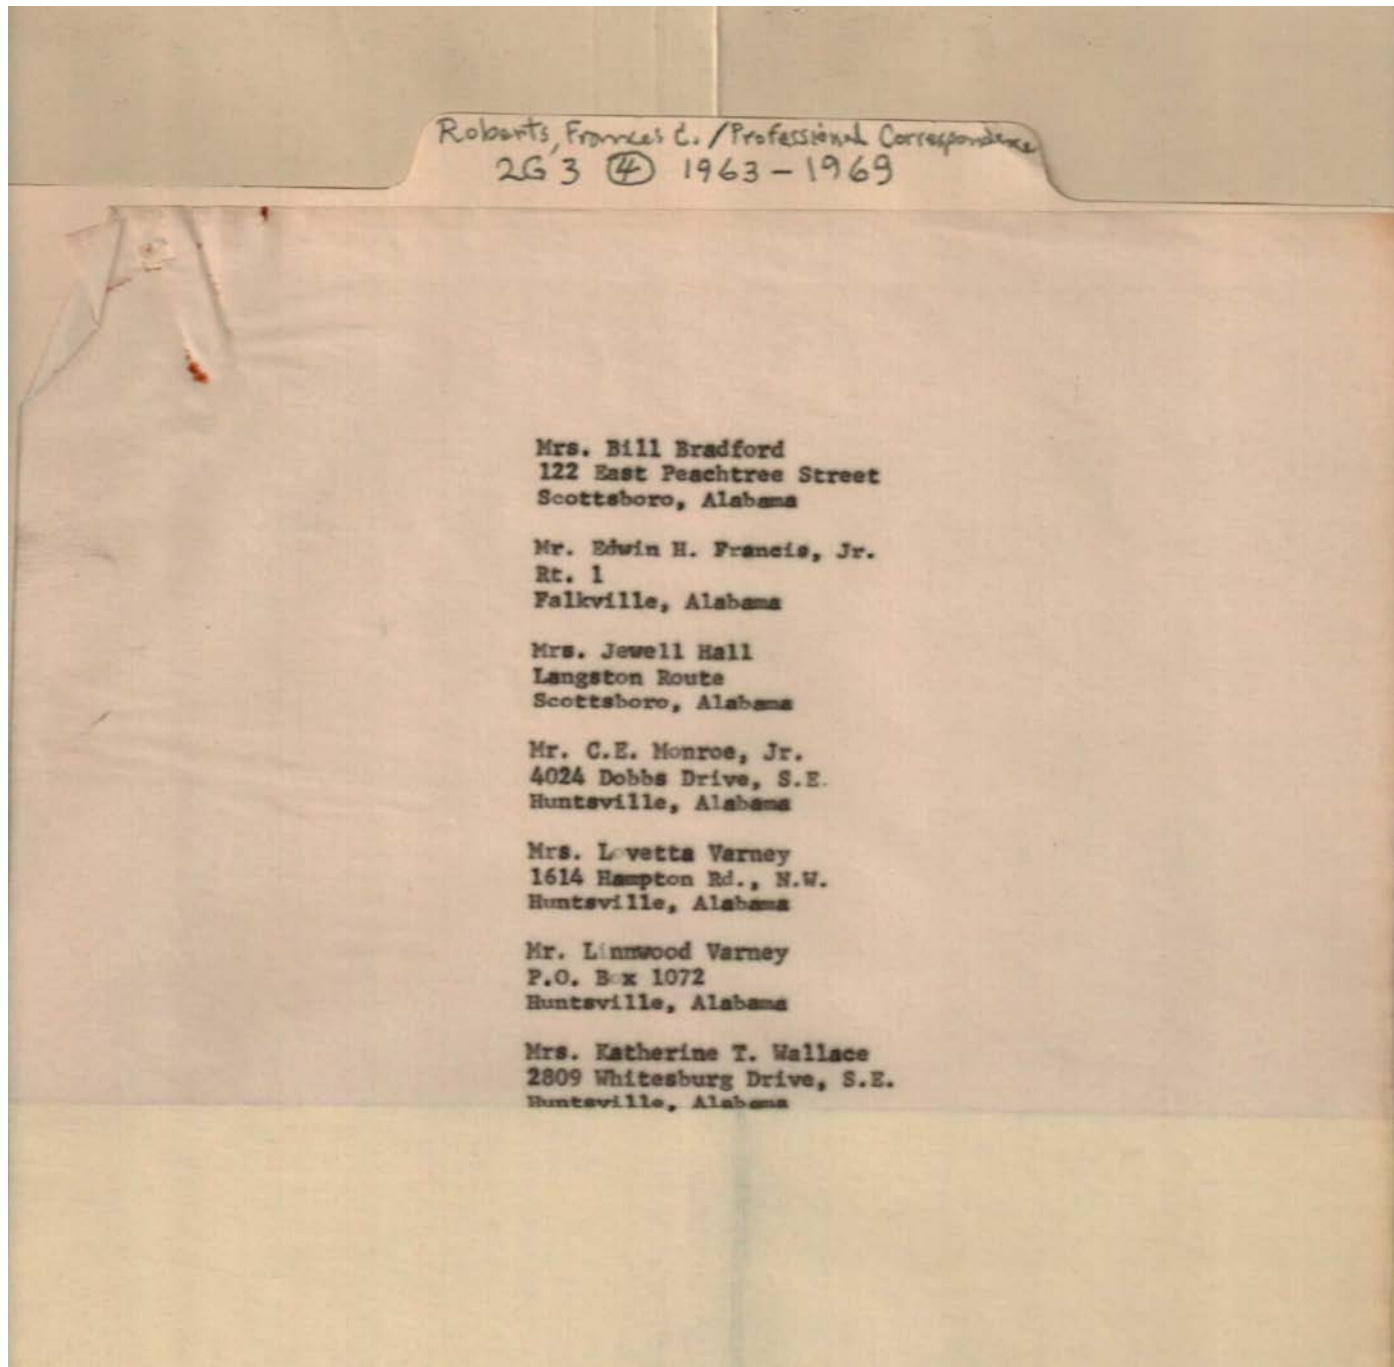 Roberts, Frances C. / Professional Correspondence
2G3 ④ 1963-1969
Mrs. Bill Bradford
122 East Peachtree Street
Scottsboro, Alabama
Mr. Edwin H. Francis, Jr.
Rt. 1
Falkville, Alabama
Mrs. Jewell Hall
Langston Route
Scottsboro, Alabama
Mr. C.E. Monroe, Jr.
4024 Dobbs Drive, S.E.
Huntsville, Alabama
Mrs. Lovetta Varney
1614 Hampton Rd., N.W.
Huntsville, Alabama
Mr. Linnwood Varney
P.O. Box 1072
Huntsville, Alabama
Mrs. Katherine T. Wallace
2809 Whitesburg Drive, S.E.
Huntsville, Alabama